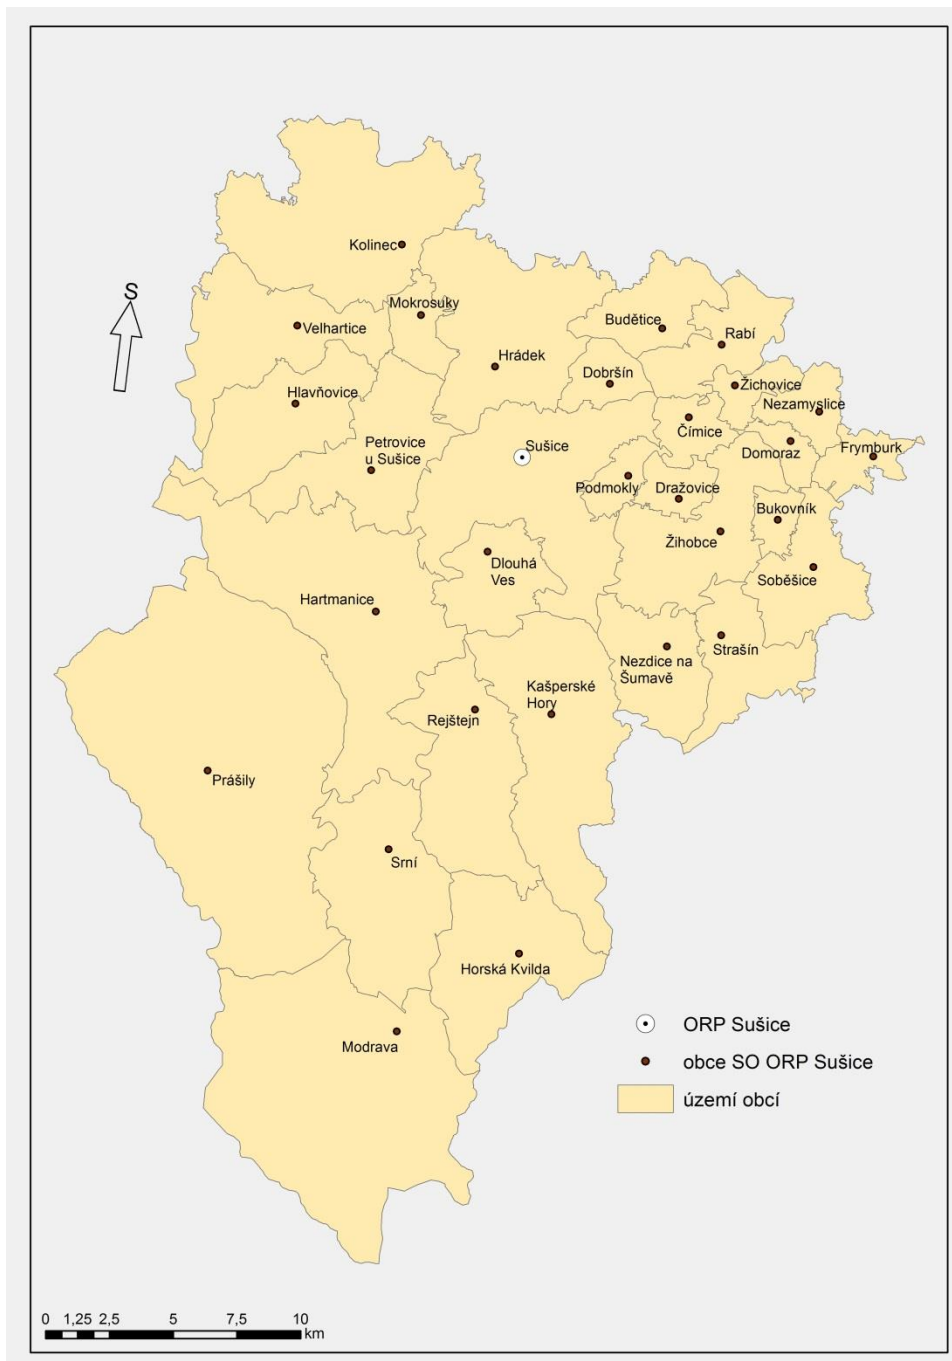 Kolinec
S
Mokrosuky
Velhartice
Budětice
Rabí
Hrádek
Dobršín
Žichovice
Hlavňovice
Nezamyslice
Čímice
Petrovice
u Sušice
Sušice
Domoraz
Frymburk
Podmokly
Dražovice
Bukovník
Žihobce
Dlouhá
Ves
Soběšice
Hartmanice
Strašín
Nezdice na
Šumavě
Kašperské
Hory
Rejštejn
Prášily
Srní
Horská Kvilda
Modrava
ORP Sušice
obce SO ORP Sušice
území obcí
0 1,25 2,5 5 7,5 10
km